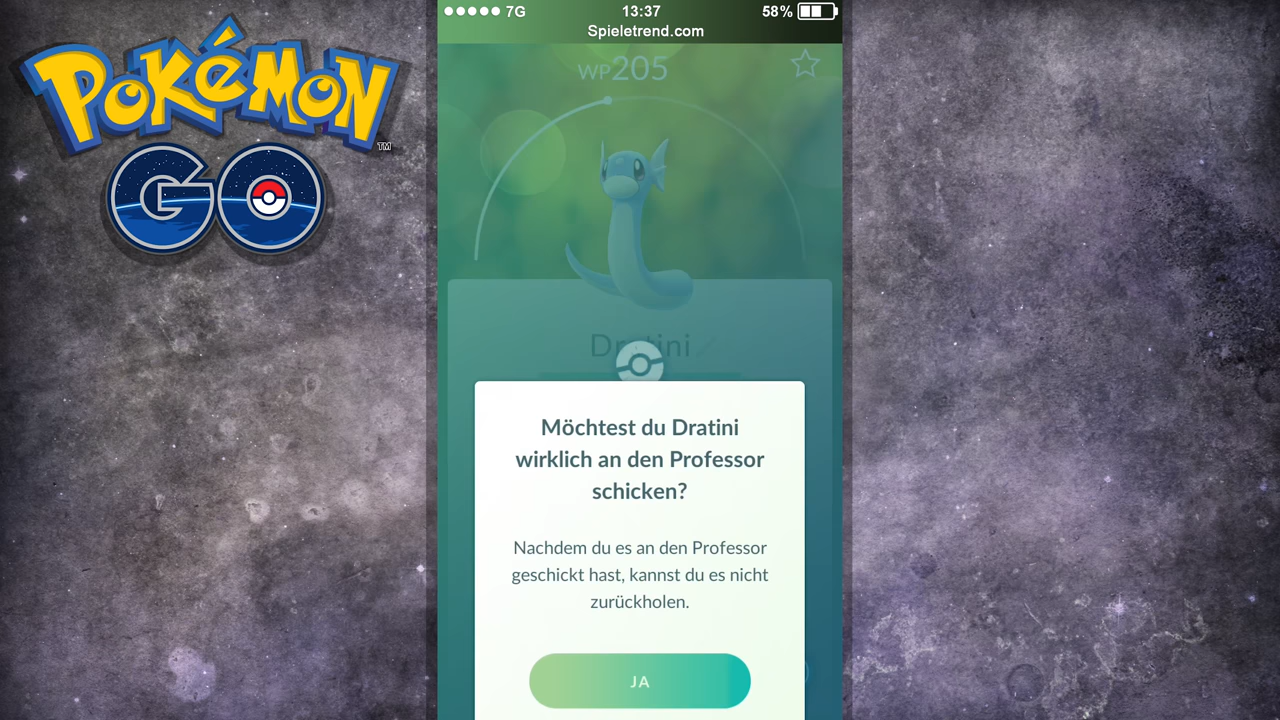 POKéMON
TM
GO
7G 13:37 58%
Spieletrend.com
WP205
Dratini
Möchtest du Dratini
wirklich an den Professor
schicken?
Nachdem du es an den Professor
geschickt hast, kannst du es nicht
zurückholen.
JA